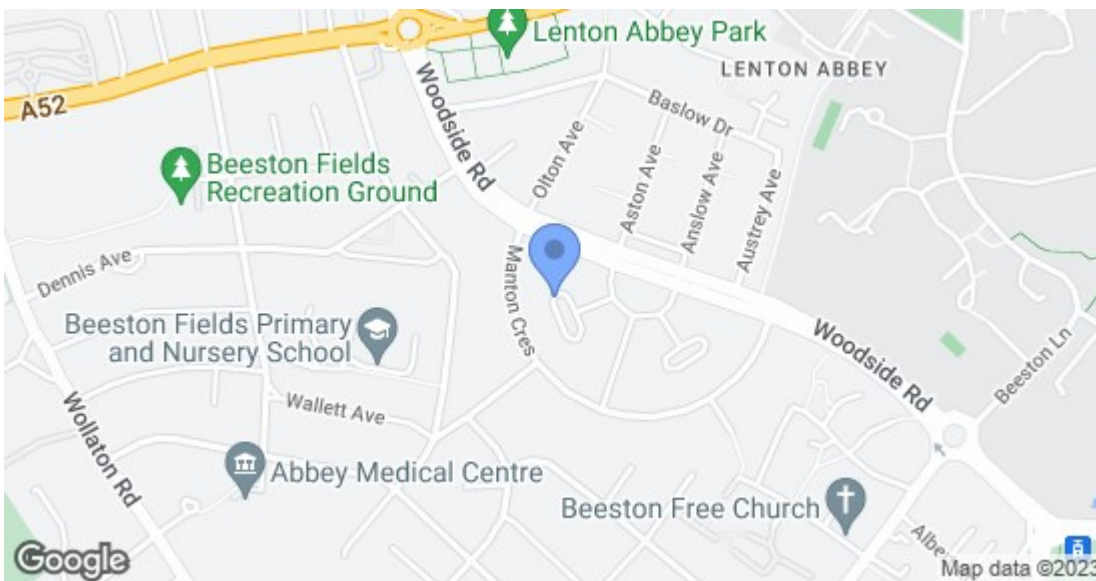 Lenton Abbey Park
LENTON ABBEY
A52
Woodside Rd
Baslow Dr
Olton Ave
Beeston Fields
Recreation Ground
Aston Ave
Anslow Ave
Austrey Ave
Dennis Ave
Manton Cres
Beeston Fields Primary
and Nursery School
Woodside Rd
Beeston Ln
Wollaton Rd
Wallett Ave
Abbey Medical Centre
Beeston Free Church
Albe
Google
Map data ©2023